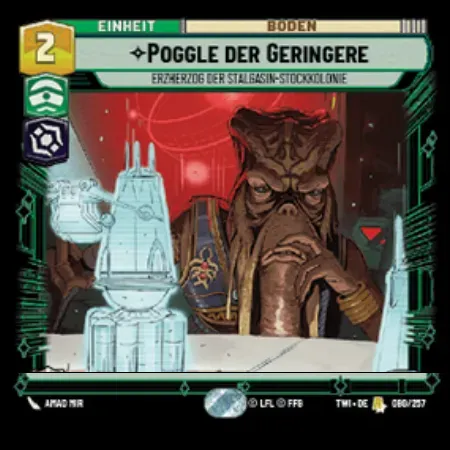 EINHEIT
BODEN
2
POGGLE DER GERINGERE
ERZHERZOG DER STALGASIN-STOCKKOLONIE
AMAD MIR
© LFL © FFG
TWI • DE
080/257